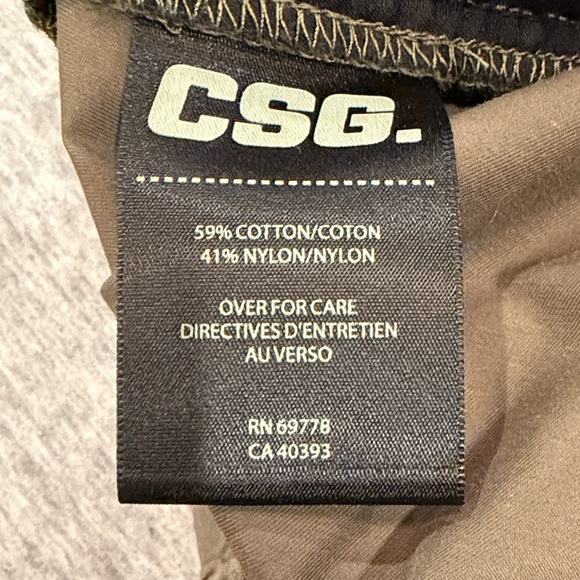 CSG.
59% COTTON/COTON
41% NYLON/NYLON
OVER FOR CARE
DIRECTIVES D'ENTRETIEN
AU VERSO
RN 69778
CA 40393